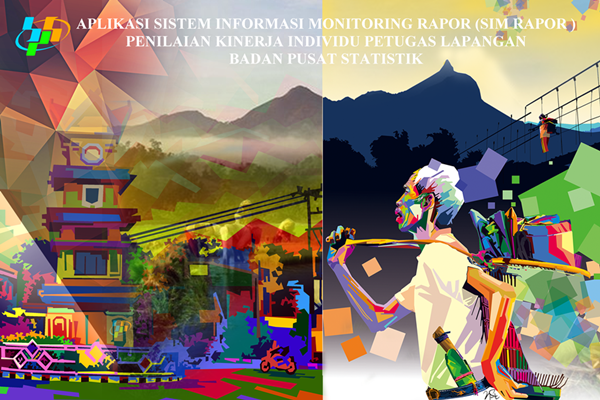 APLIKASI SISTEM INFORMASI MONITORING RAPOR (SIM RAPOR )
PENILAIAN KINERJA INDIVIDU PETUGAS LAPANGAN
BADAN PUSAT STATISTIK